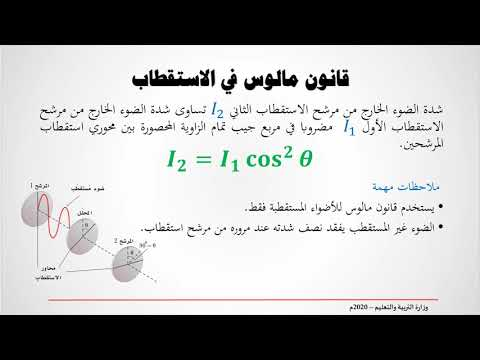 قانون مالوس في الاستقطاب
شدة الضوء الخارج من مرشح الاستقطاب الثاني I₂ تساوى شدة الضوء الخارج من مرشح
الاستقطاب الأول I₁ مضروبا في مربع جيب تمام الزاوية المحصورة بين محوري استقطاب
المرشحين.
I₂ = I₁ cos² θ
ملاحظات مهمة
• يستخدم قانون مالوس للأضواء المستقطبة فقط.
• الضوء غير المستقطب يفقد نصف شدته عند مروره من مرشح استقطاب.
المرشح 1
ضوء مستقطب
المحلل
θ
المرشح 2
90° − θ
θ
محاور
الاستقطاب
وزارة التربية والتعليم – 2020م